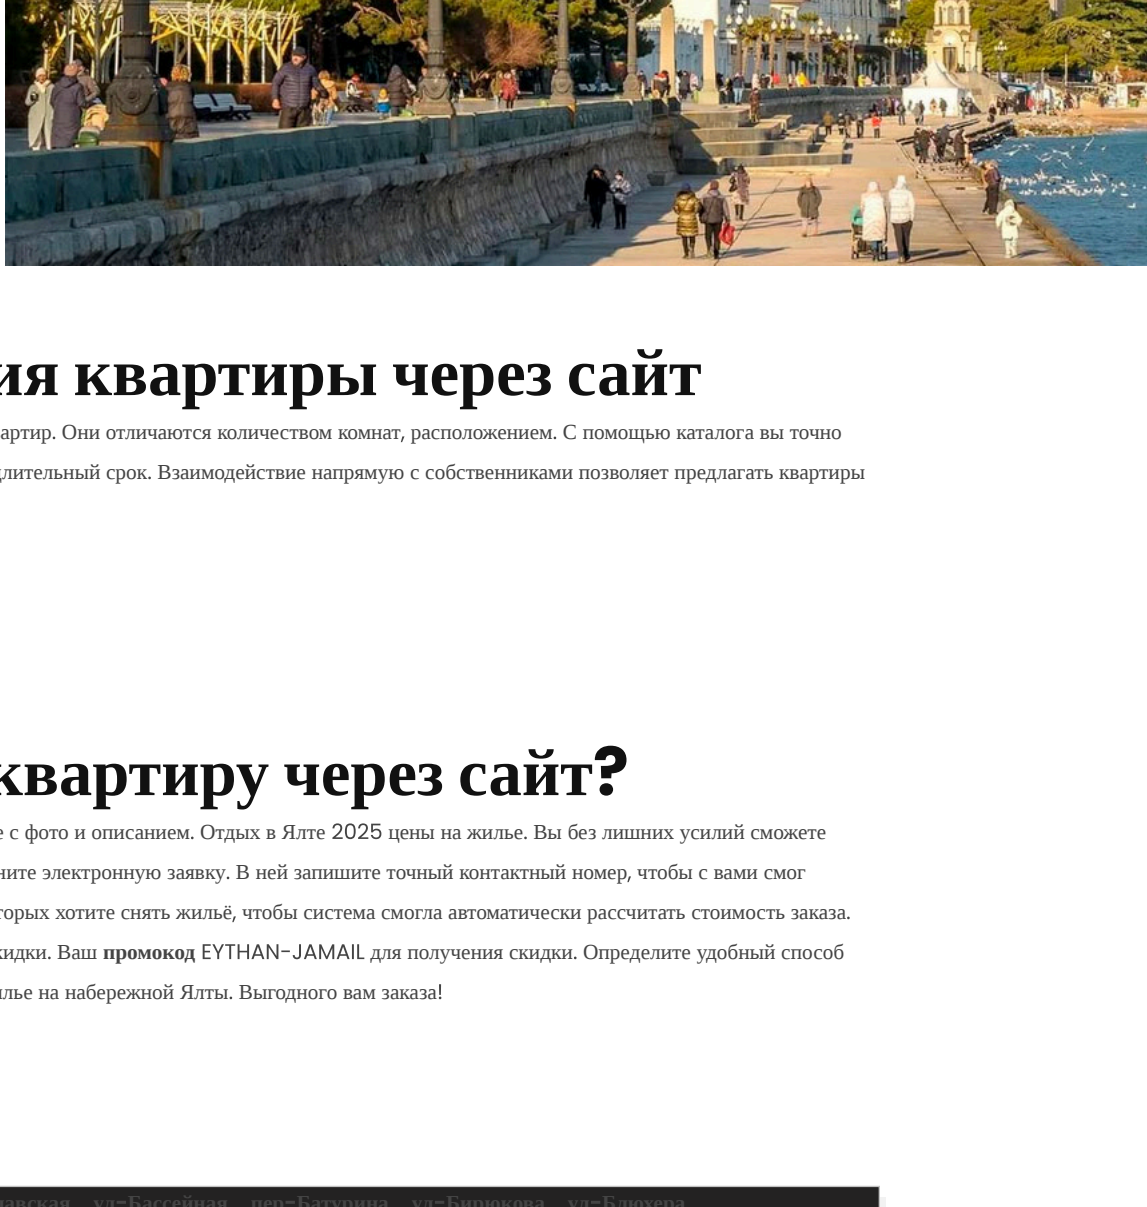 ия квартиры через сайт
артир. Они отличаются количеством комнат, расположением. С помощью каталога вы точно
длительный срок. Взаимодействие напрямую с собственниками позволяет предлагать квартиры
квартиру через сайт?
е с фото и описанием. Отдых в Ялте 2025 цены на жилье. Вы без лишних усилий сможете
ните электронную заявку. В ней запишите точный контактный номер, чтобы с вами смог
торых хотите снять жильё, чтобы система смогла автоматически рассчитать стоимость заказа.
кидки. Ваш промокод EYTHAN-JAMAIL для получения скидки. Определите удобный способ
илье на набережной Ялты. Выгодного вам заказа!
лавская ул-Бассейная пер-Батурина ул-Бирюкова ул-Блюхера